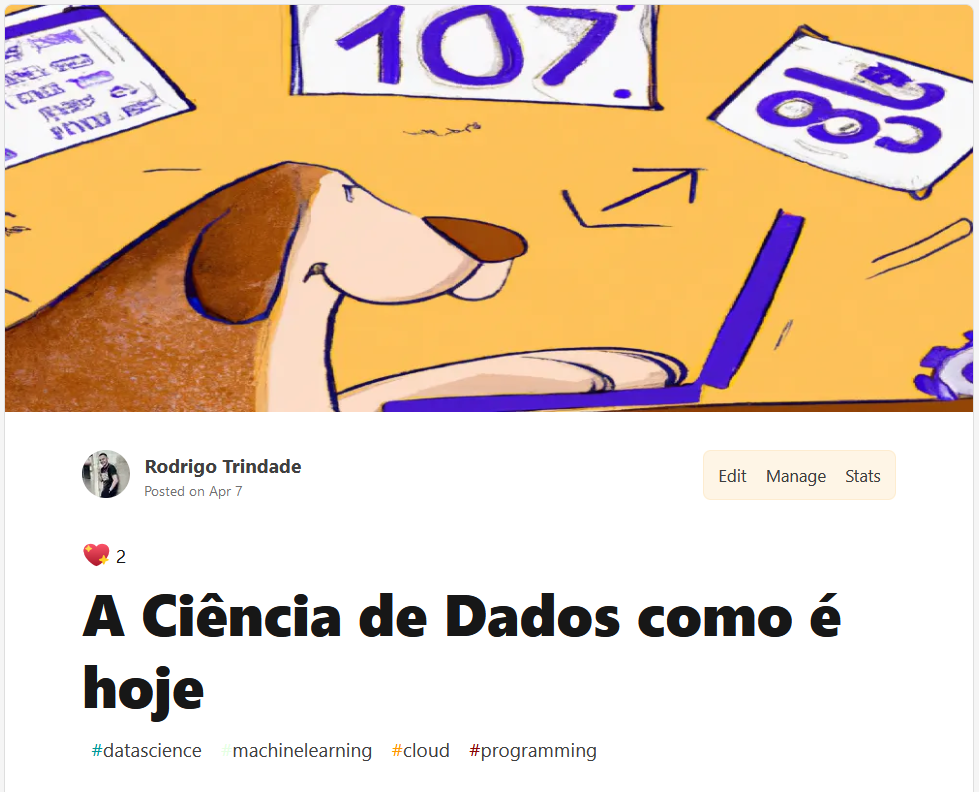 107.
Rodrigo Trindade
Posted on Apr 7
Edit Manage Stats
2
A Ciência de Dados como é
hoje
#datascience #machinelearning #cloud #programming